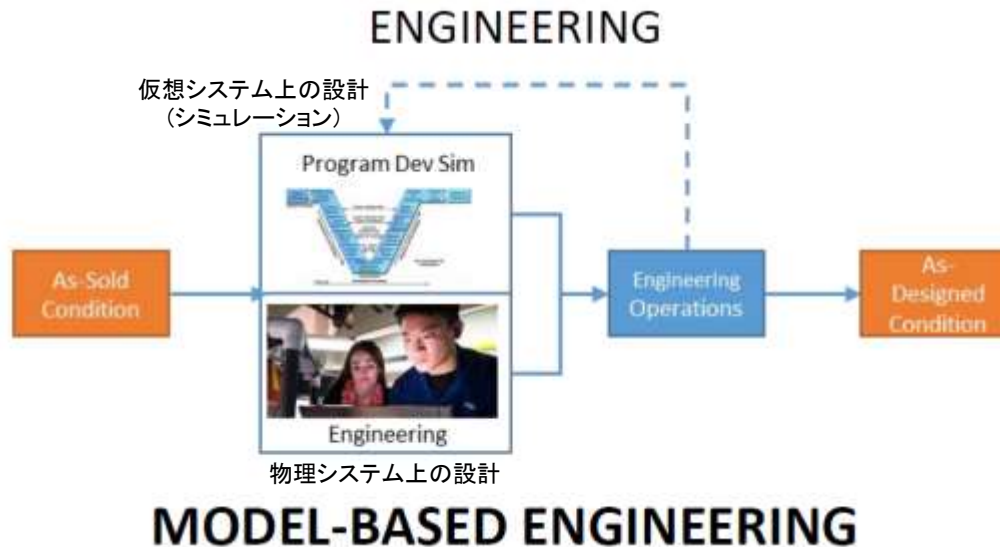 ENGINEERING
仮想システム上の設計
(シミュレーション)
Program Dev Sim
As-Sold
Condition
Engineering
Operations
As-
Designed
Condition
Engineering
物理システム上の設計
MODEL-BASED ENGINEERING